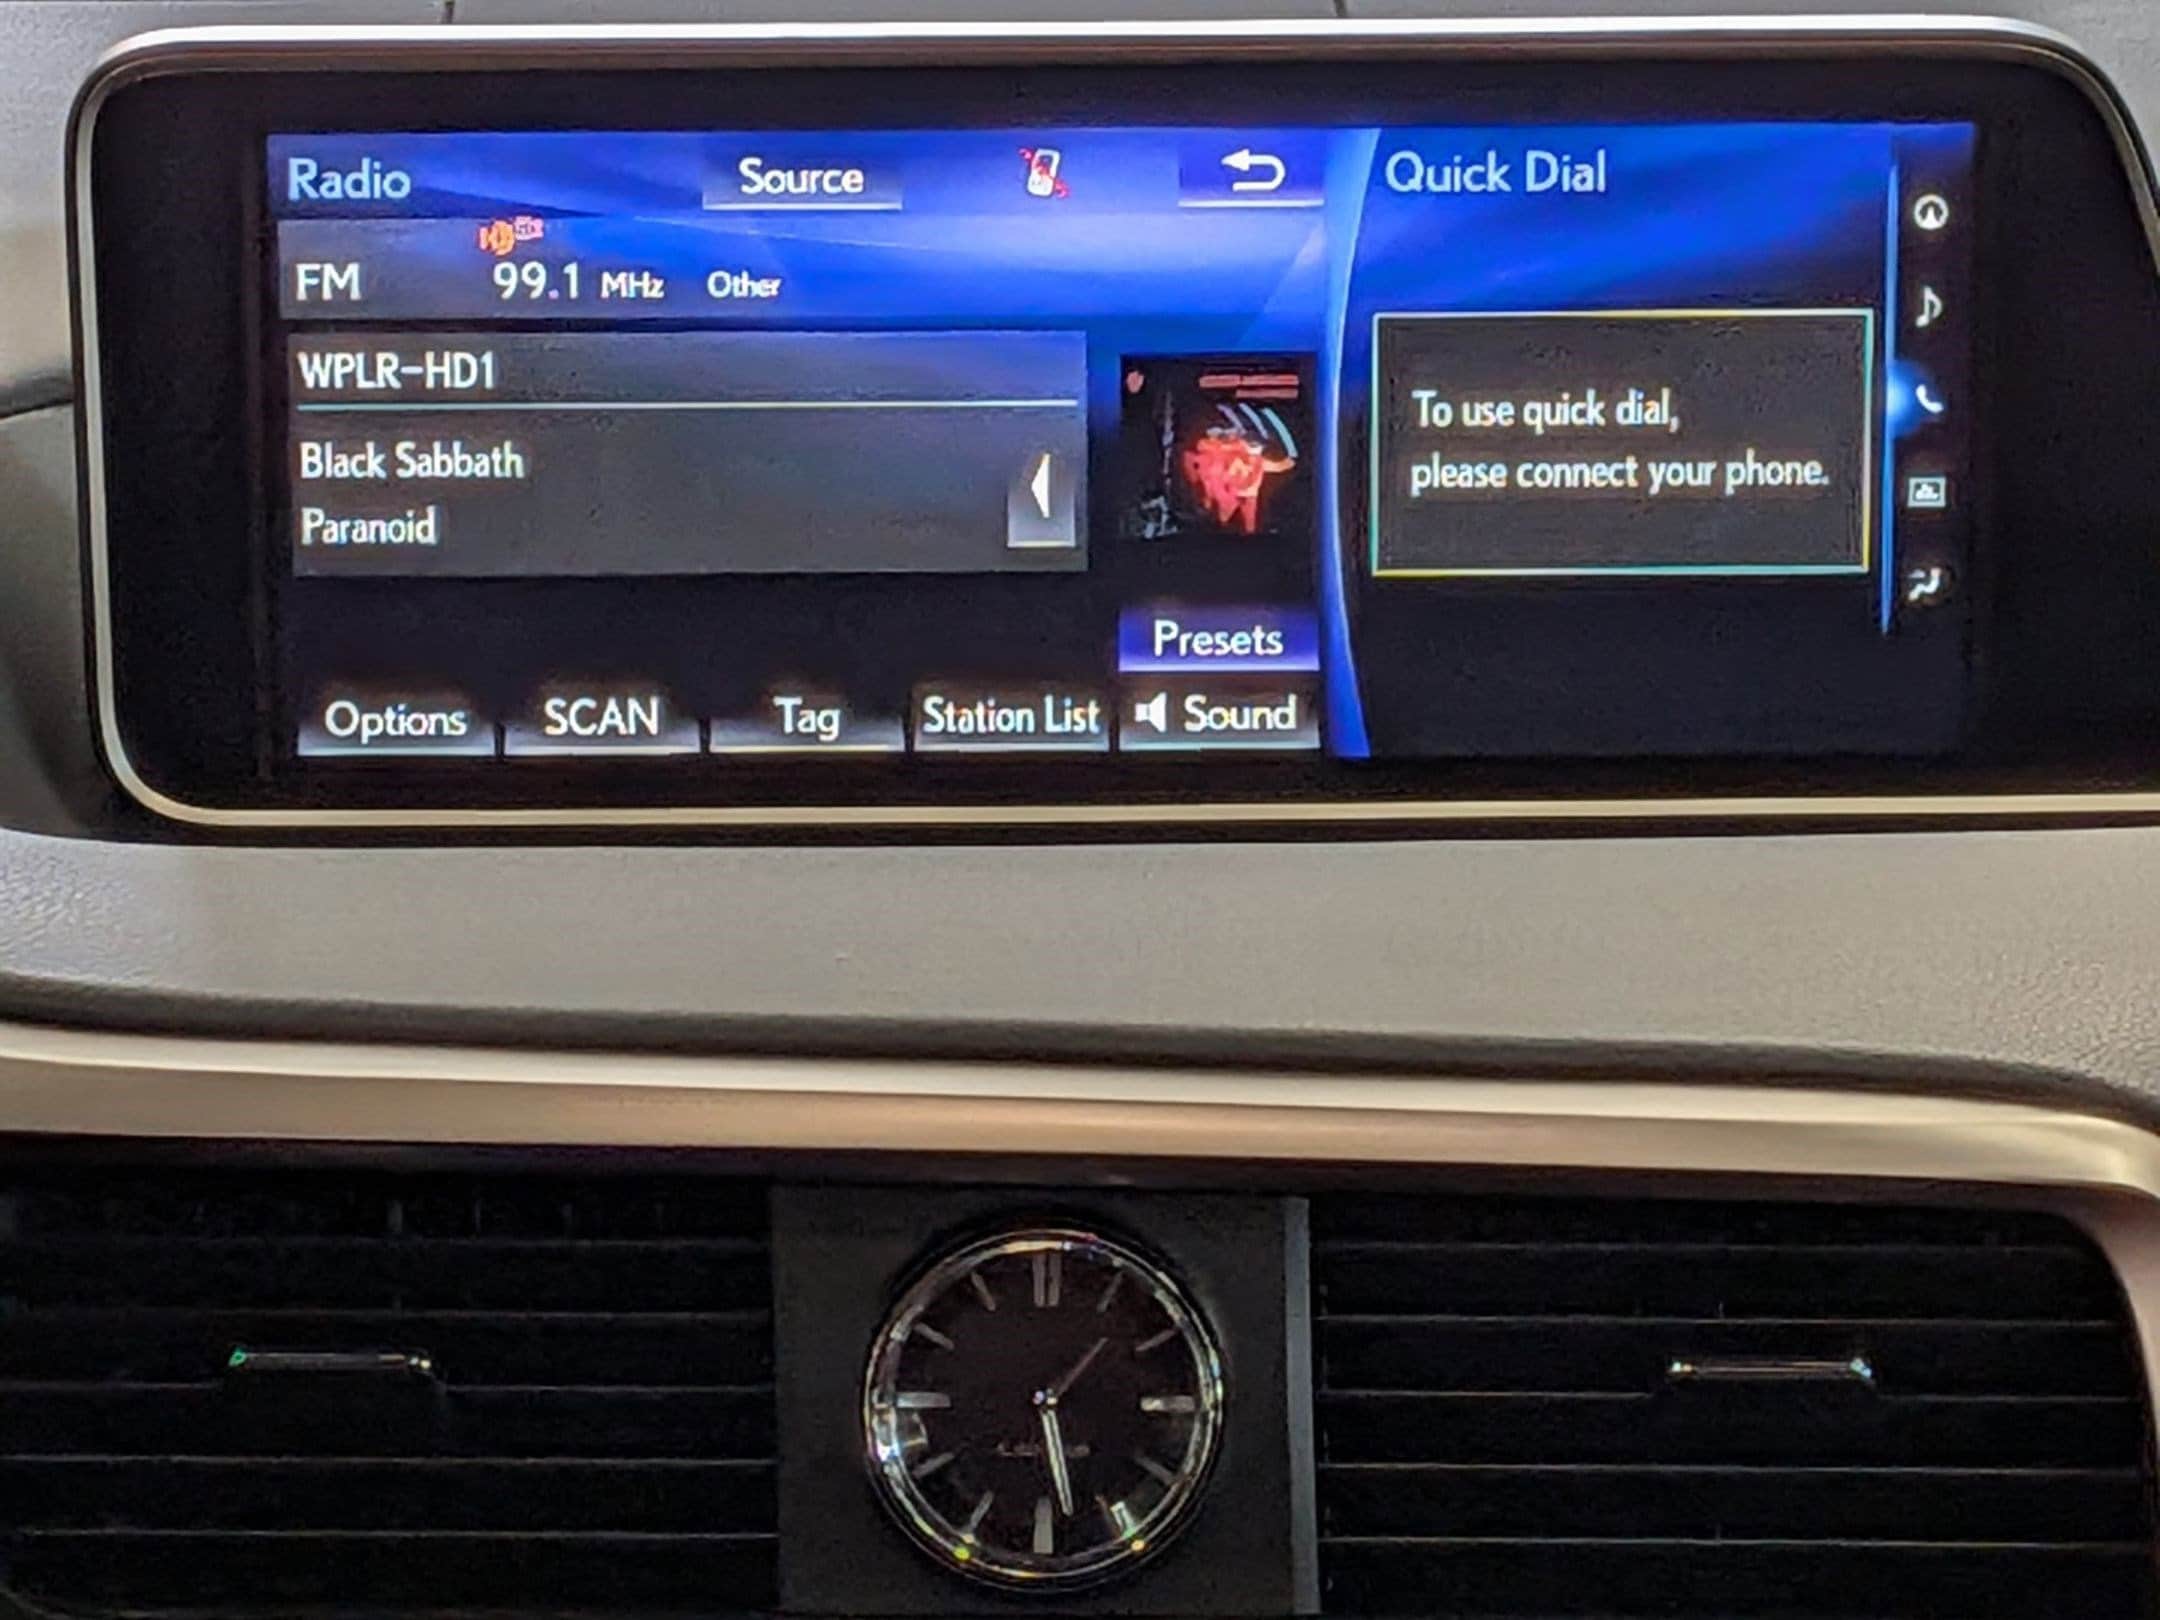 Radio
Source
HD
FM 99.1 MHz Other
WPLR-HD1
Black Sabbath
Paranoid
Presets
Options
SCAN
Tag
Station List
Sound
Quick Dial
To use quick dial,
please connect your phone.